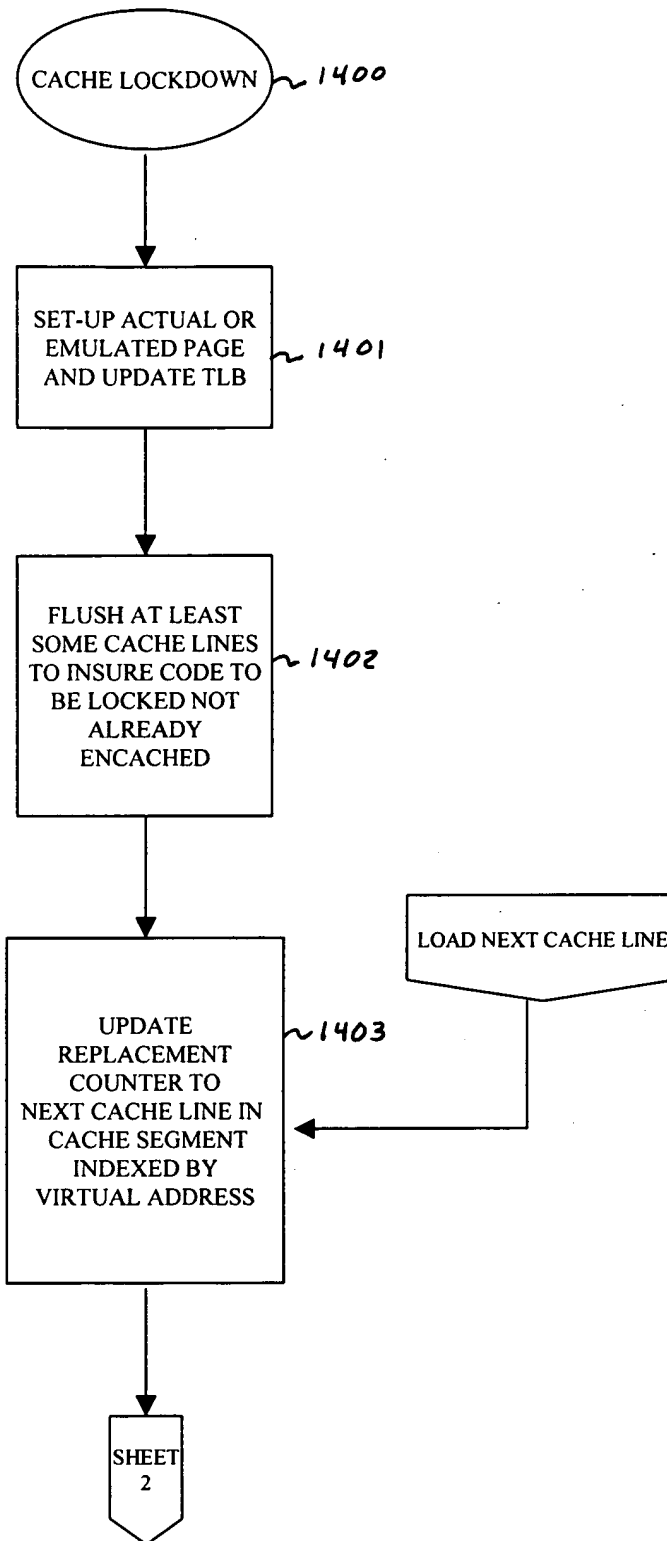 CACHE LOCKDOWN
1400
SET-UP ACTUAL OR
EMULATED PAGE
AND UPDATE TLB
1401
FLUSH AT LEAST
SOME CACHE LINES
TO INSURE CODE TO
BE LOCKED NOT
ALREADY
ENCACHED
1402
LOAD NEXT CACHE LINE
UPDATE
REPLACEMENT
COUNTER TO
NEXT CACHE LINE IN
CACHE SEGMENT
INDEXED BY
VIRTUAL ADDRESS
1403
SHEET
2